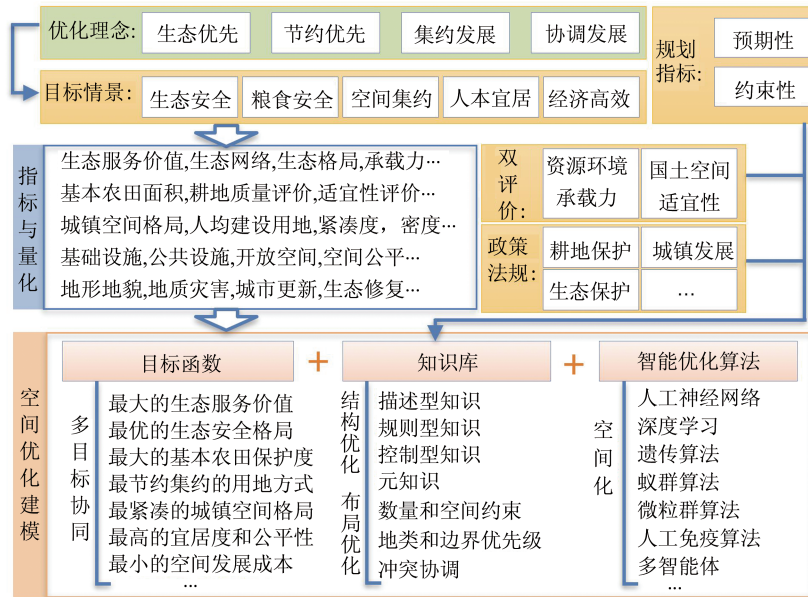 优化理念: 生态优先 节约优先 集约发展 协调发展
目标情景: 生态安全 粮食安全 空间集约 人本宜居 经济高效
规划指标: 预期性 约束性
指标与量化
生态服务价值,生态网络,生态格局,承载力…
基本农田面积,耕地质量评价,适宜性评价…
城镇空间格局,人均建设用地,紧凑度，密度…
基础设施,公共设施,开放空间,空间公平…
地形地貌,地质灾害,城市更新,生态修复…
双评价: 资源环境承载力 国土空间适宜性
政策法规: 耕地保护 城镇发展
生态保护 …
空间优化建模
目标函数 + 知识库 + 智能优化算法
多目标协同
最大的生态服务价值
最优的生态安全格局
最大的基本农田保护度
最节约集约的用地方式
最紧凑的城镇空间格局
最高的宜居度和公平性
最小的空间发展成本
…
结构优化 布局优化
描述型知识
规则型知识
控制型知识
元知识
数量和空间约束
地类和边界优先级
冲突协调
空间化
人工神经网络
深度学习
遗传算法
蚁群算法
微粒群算法
人工免疫算法
多智能体
…